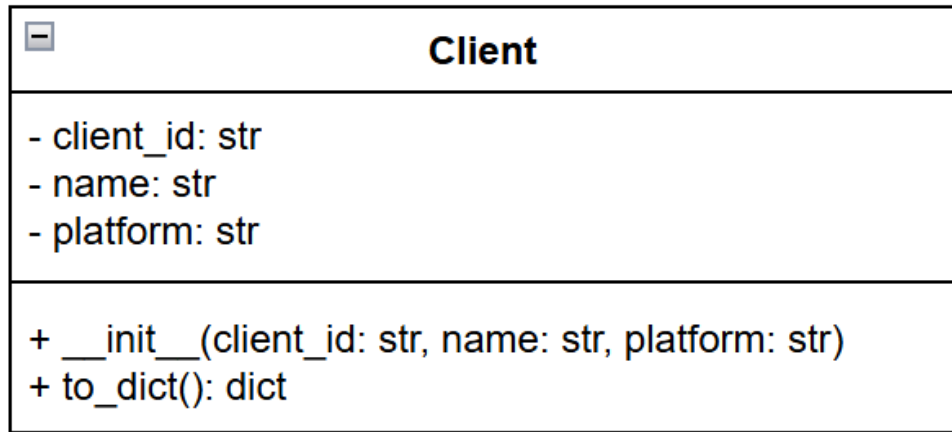 Client
- client_id: str
- name: str
- platform: str
+ __init__(client_id: str, name: str, platform: str)
+ to_dict(): dict